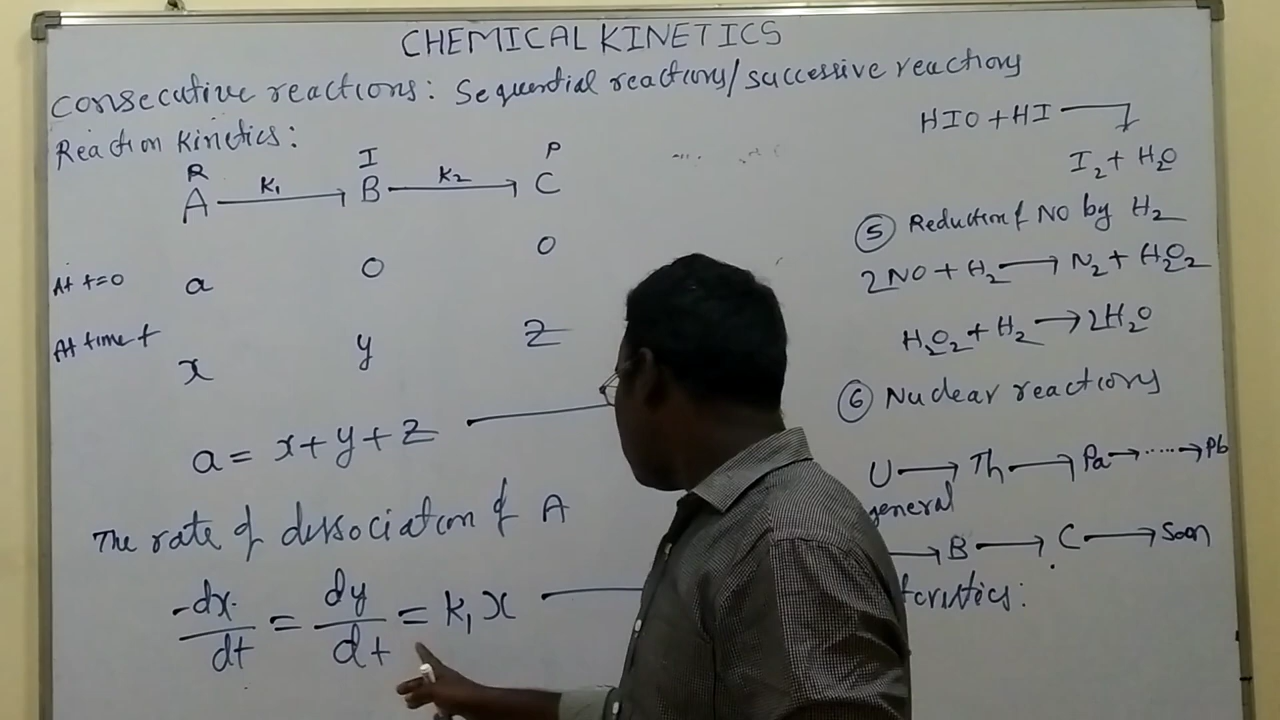 CHEMICAL KINETICS
Consecutive reactions: Sequential reactions/successive reactions
Reaction Kinetics:
R I P
A —K₁→ B —K₂→ C
At t=0 a 0 0
At time t x y Z
a = x+y+Z
The rate of dissociation of A
-dx/dt = dy/dt = K₁x
HIO + HI →
I₂ + H₂O
⑤ Reduction of NO by H₂
2NO + H₂ → N₂ + H₂O₂
H₂O₂ + H₂ → 2H₂O
⑥ Nuclear reactions
U → Th → Pa → ..... → Pb
general
→ B → C → Soon